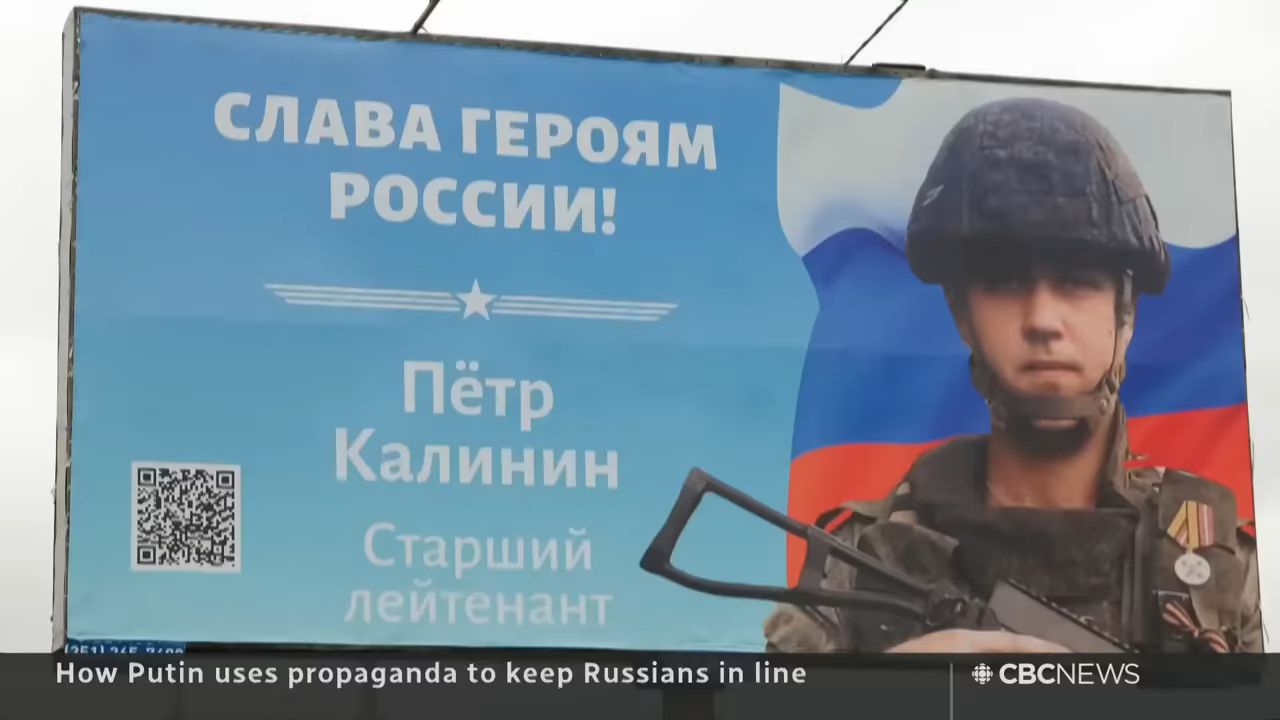 СЛАВА ГЕРОЯМ
РОССИИ!
Пётр
Калинин
Старший
лейтенант
How Putin uses propaganda to keep Russians in line
CBCNEWS